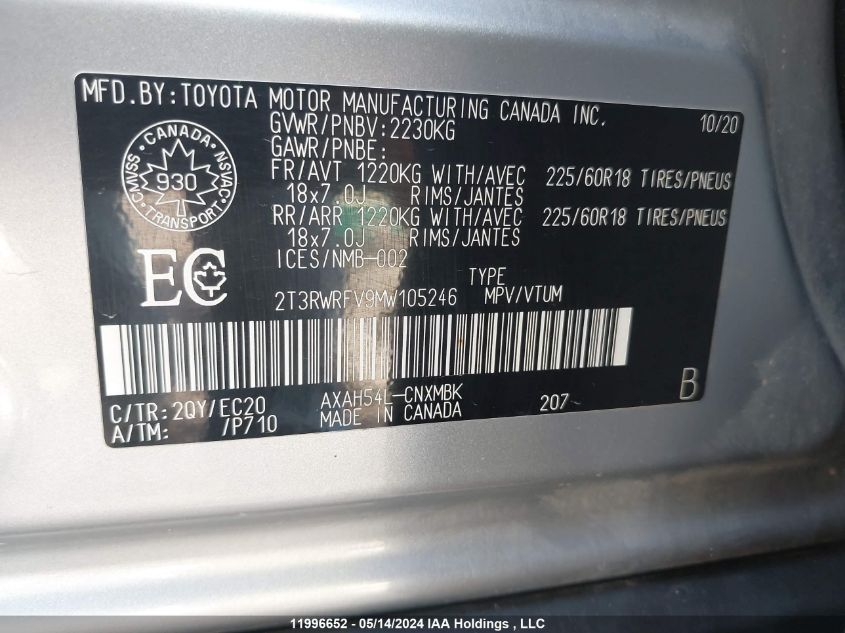 MFD.BY:TOYOTA MOTOR MANUFACTURING CANADA INC. 10/20
GVWR/PNBV:2230KG
GAWR/PNBE:
FR/AVT 1220KG WITH/AVEC 225/60R18 TIRES/PNEUS
18x7.0J RIMS/JANTES
RR/ARR 1220KG WITH/AVEC 225/60R18 TIRES/PNEUS
18x7.0J RIMS/JANTES
ICES/NMB-002
CANADA
CMVSS NSVAC
930
TRANSPORT
EC
TYPE
2T3RWRFV9MW105246 MPV/VTUM
B
C/TR:2QY/EC20 AXAH54L-CNXMBK 207
A/TM: /P710 MADE IN CANADA
11996652 - 05/14/2024 IAA Holdings , LLC